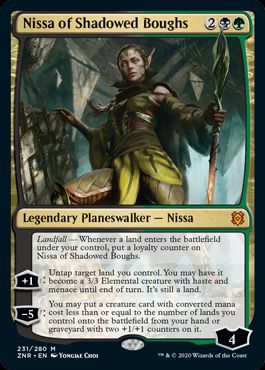 Nissa of Shadowed Boughs 2
Legendary Planeswalker — Nissa
Landfall — Whenever a land enters the battlefield
under your control, put a loyalty counter on
Nissa of Shadowed Boughs.
+1: Untap target land you control. You may have it
become a 3/3 Elemental creature with haste and
menace until end of turn. It's still a land.
-5: You may put a creature card with converted mana
cost less than or equal to the number of lands you
control onto the battlefield from your hand or
graveyard with two +1/+1 counters on it.
4
231/280 M
ZNR • EN Yongjae Choi
™ & © 2020 Wizards of the Coast